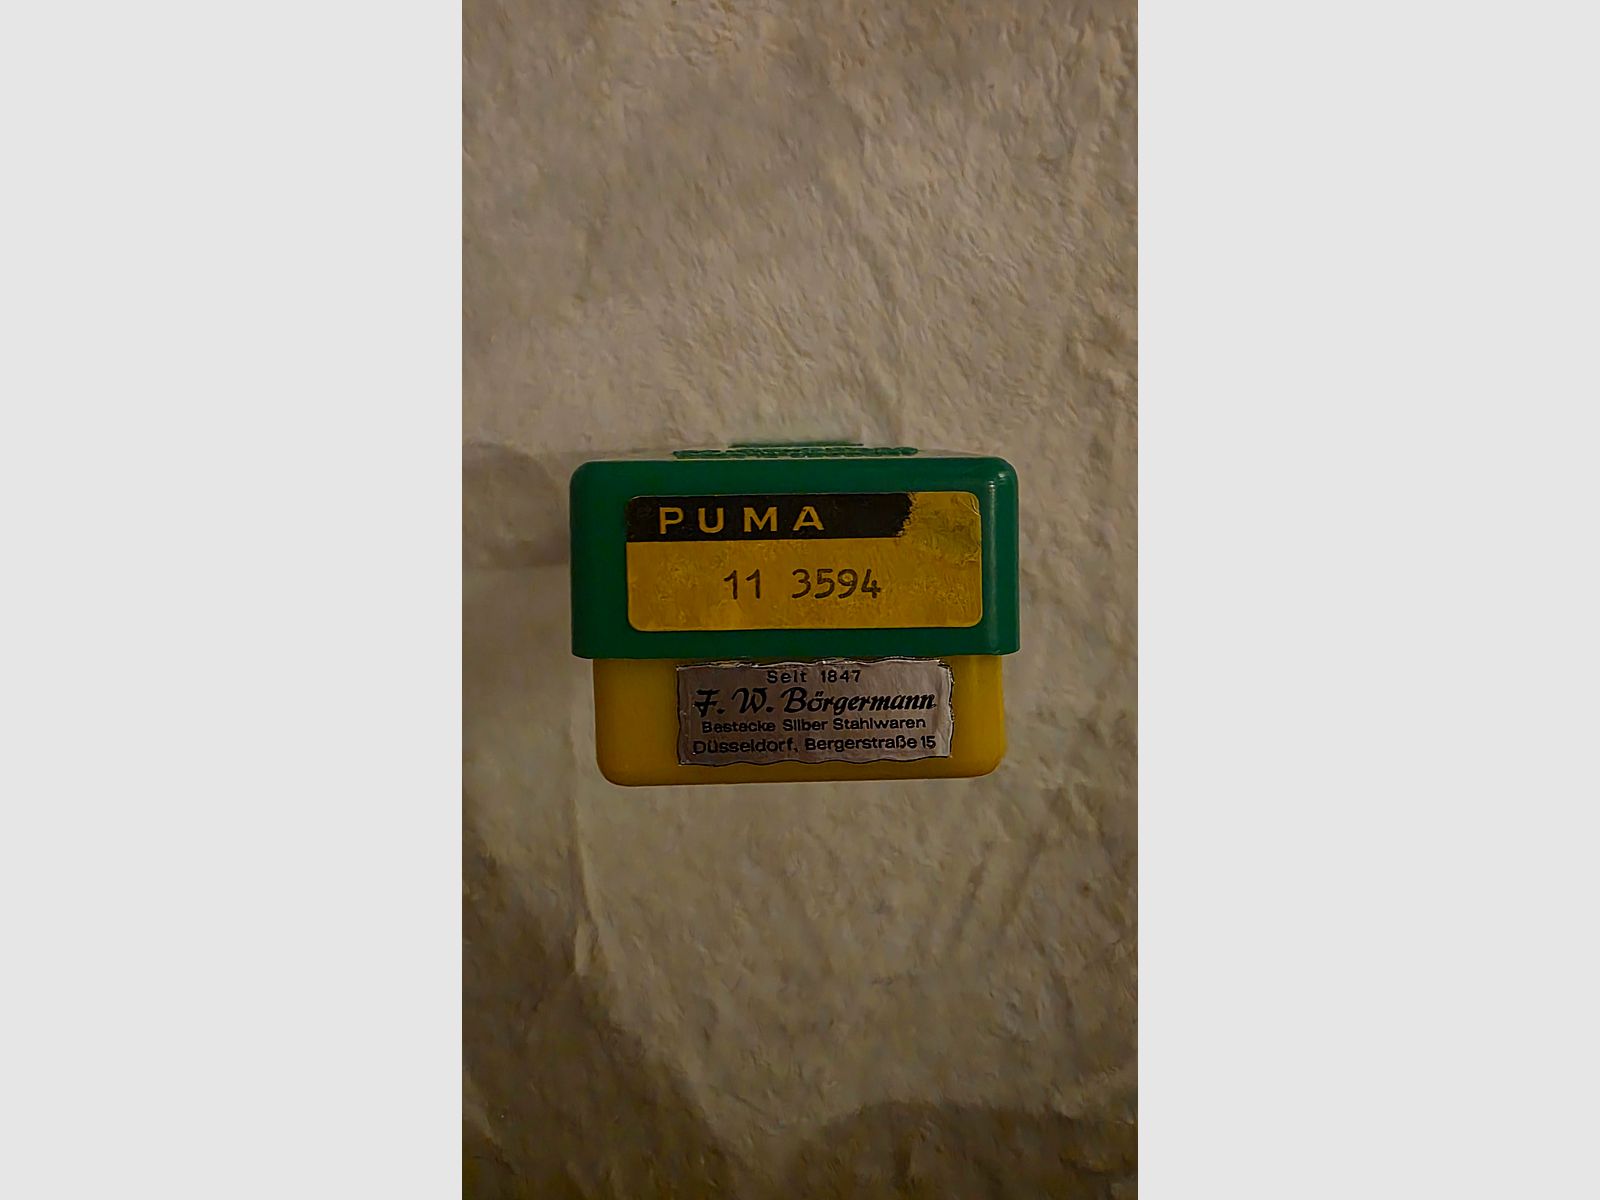 PUMA
11 3594
Seit 1847
F. W. Börgermann
Bestecke Silber Stahlwaren
Düsseldorf, Bergerstraße 15